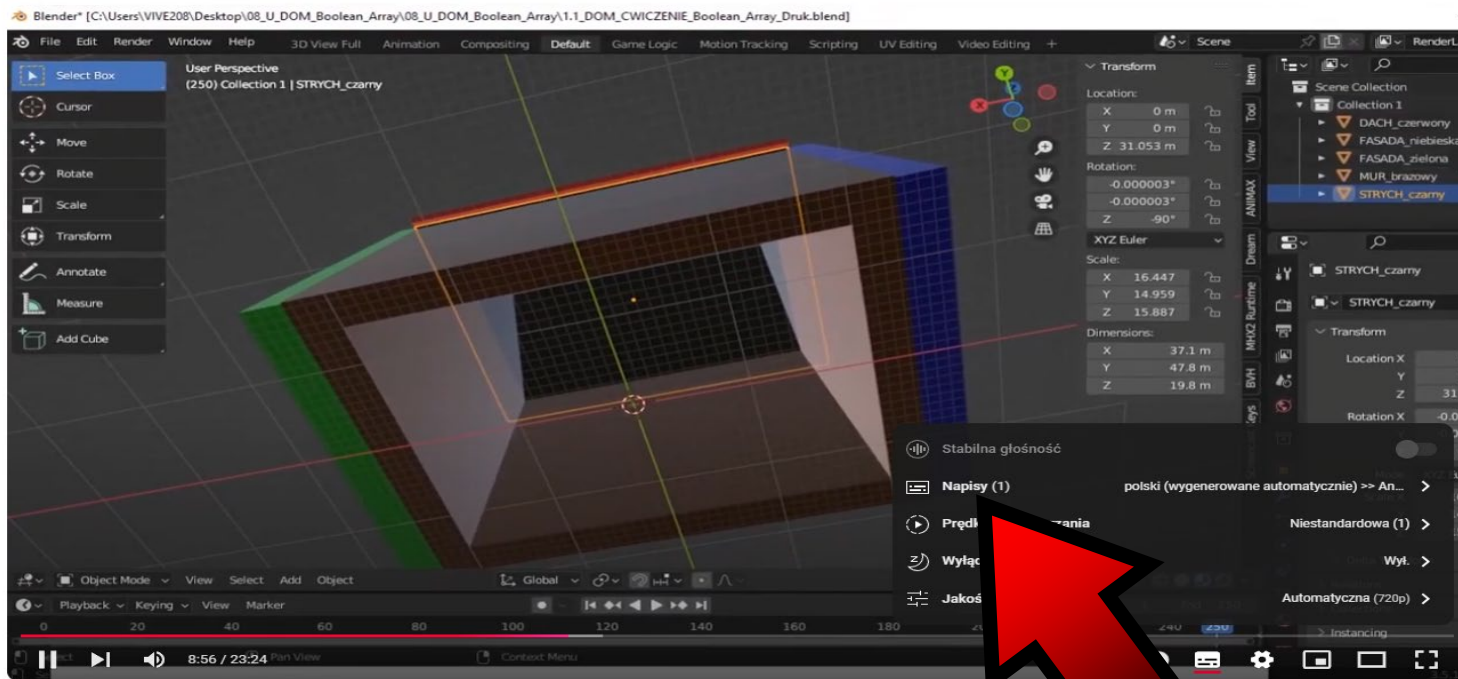 Blender* [C:\Users\VIVE208\Desktop\08_U_DOM_Boolean_Array\08_U_DOM_Boolean_Array\1.1_DOM_CWICZENIE_Boolean_Array_Druk.blend]
File Edit Render Window Help 3D View Full Animation Compositing Default Game Logic Motion Tracking Scripting UV Editing Video Editing + Scene RenderL
Select Box
Cursor
Move
Rotate
Scale
Transform
Annotate
Measure
Add Cube
User Perspective
(250) Collection 1 | STRYCH_czarny
Y
Z
X
Transform
Location:
X 0 m
Y 0 m
Z 31.053 m
Rotation:
-0.000003°
-0.000003°
Z -90°
XYZ Euler
Scale:
X 16.447
Y 14.959
Z 15.887
Dimensions:
X 37.1 m
Y 47.8 m
Z 19.8 m
Item
Tool
View
ANIMAX
Dream
MHX2 Runtime
BVH
Scene Collection
Collection 1
DACH_czerwony
FASADA_niebieska
FASADA_zielona
MUR_brazowy
STRYCH_czarny
STRYCH_czarny
STRYCH_czarny
Transform
Location X
Y
Z 31
Rotation X -0.0
Instancing
Stabilna głośność
Napisy (1) polski (wygenerowane automatycznie) >> An...
Niestandardowa (1)
Wył.
Automatyczna (720p)
Object Mode View Select Add Object Global
Playback Keying View Marker
0 20 40 60 80 100 120 140 160 180 240 250
8:56 / 23:24
Pan View
Context Menu